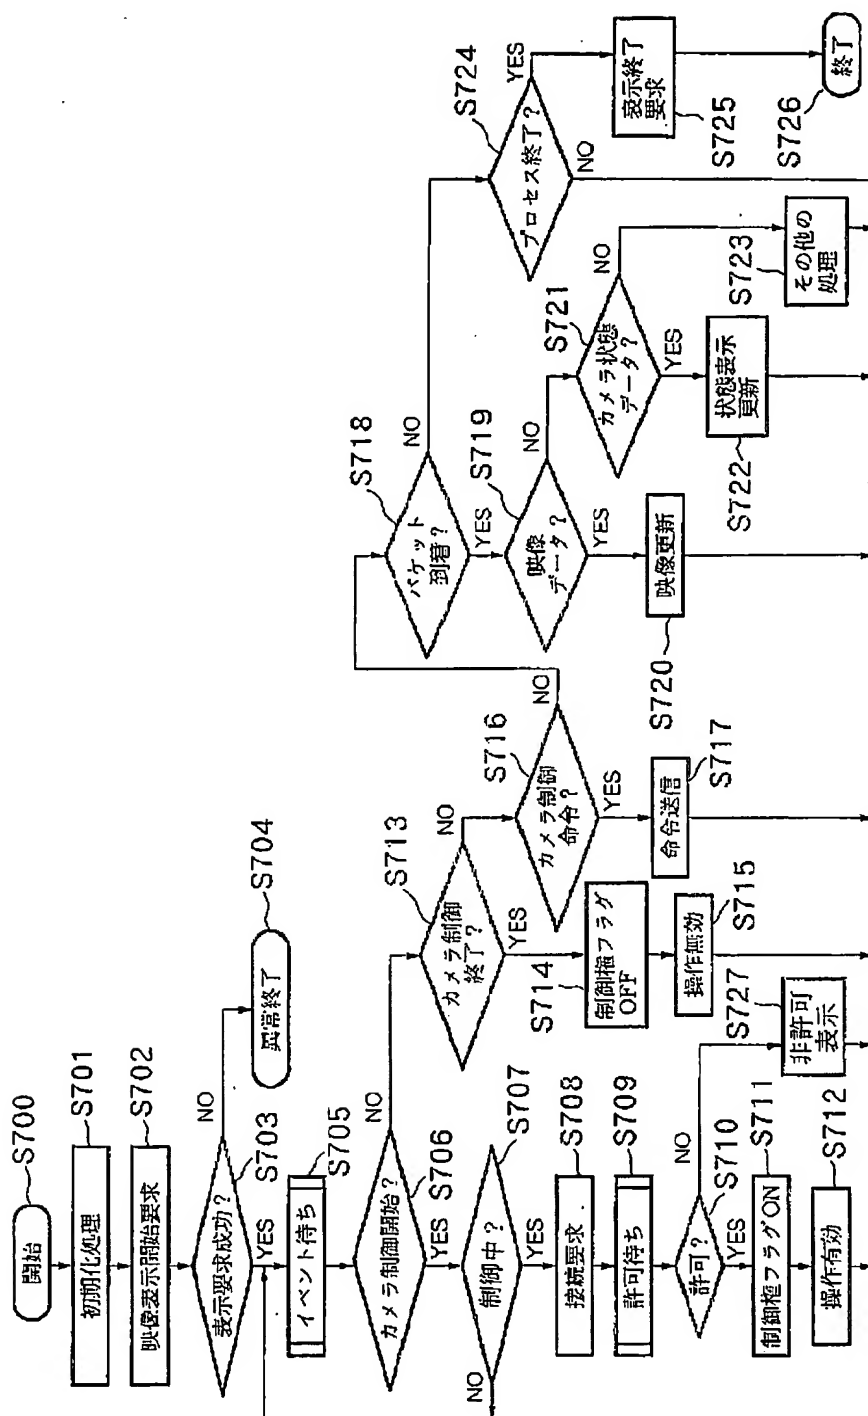 開始
S700
初期化処理
S701
映像表示開始要求
S702
表示要求成功?
S703
NO
YES
異常終了
S704
イベント待ち
S705
カメラ制御開始?
S706
NO
YES
制御中?
S707
NO
YES
接続要求
S708
許可待ち
S709
許可?
S710
NO
YES
制御権フラグON
S711
操作有効
S712
非許可
表示
S727
カメラ制御
終了?
S713
NO
YES
制御権フラグ
OFF
S714
操作無効
S715
カメラ制御
命令?
S716
NO
YES
命令送信
S717
パケット
到着?
S718
NO
YES
映像
データ?
S719
NO
YES
映像更新
S720
カメラ状態
データ?
S721
NO
YES
状態表示
更新
S722
その他の
処理
S723
プロセス終了?
S724
YES
NO
表示終了
要求
S725
終了
S726